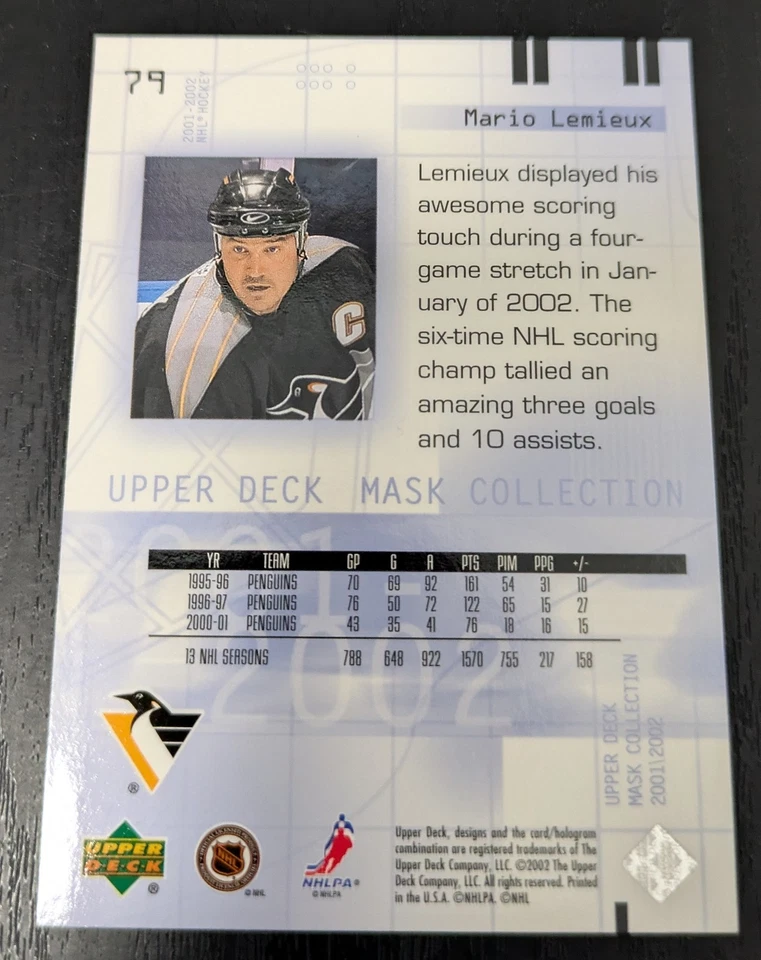 79
2001-2002
NHL® HOCKEY
Mario Lemieux
Lemieux displayed his
awesome scoring
touch during a four-
game stretch in Jan-
uary of 2002. The
six-time NHL scoring
champ tallied an
amazing three goals
and 10 assists.
C
UPPER DECK MASK COLLECTION
2001-
2002
YR TEAM GP G A PTS PIM PPG +/-
1995-96 PENGUINS 70 69 92 161 54 31 10
1996-97 PENGUINS 76 50 72 122 65 15 27
2000-01 PENGUINS 43 35 41 76 18 16 15
13 NHL SEASONS 788 648 922 1570 755 217 158
UPPER DECK
MASK COLLECTION
2001\2002
®
UPPER
DECK
®
NHL
© NHL
NHLPA®
© NHLPA
Upper Deck, designs and the card/hologram
combination are registered trademarks of The
Upper Deck Company, LLC. ©2002 The Upper
Deck Company, LLC. All rights reserved. Printed
in the U.S.A. ©NHLPA. ©NHL